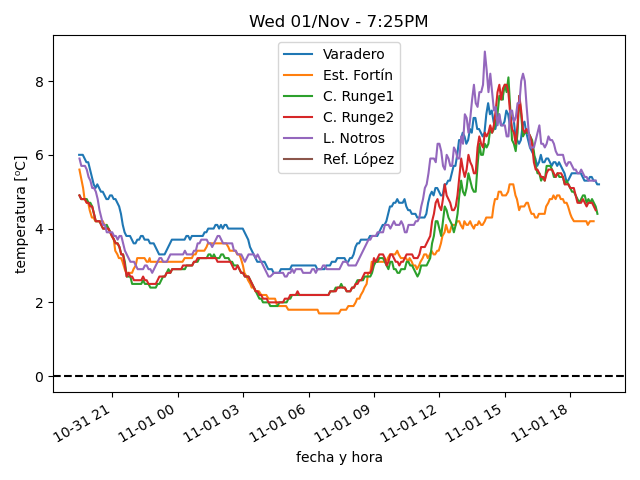 Wed 01/Nov - 7:25PM
Varadero
Est. Fortín
C. Runge1
C. Runge2
L. Notros
Ref. López
temperatura [ºC]
8
6
4
2
0
10-31 21
11-01 00
11-01 03
11-01 06
11-01 09
11-01 12
11-01 15
11-01 18
fecha y hora